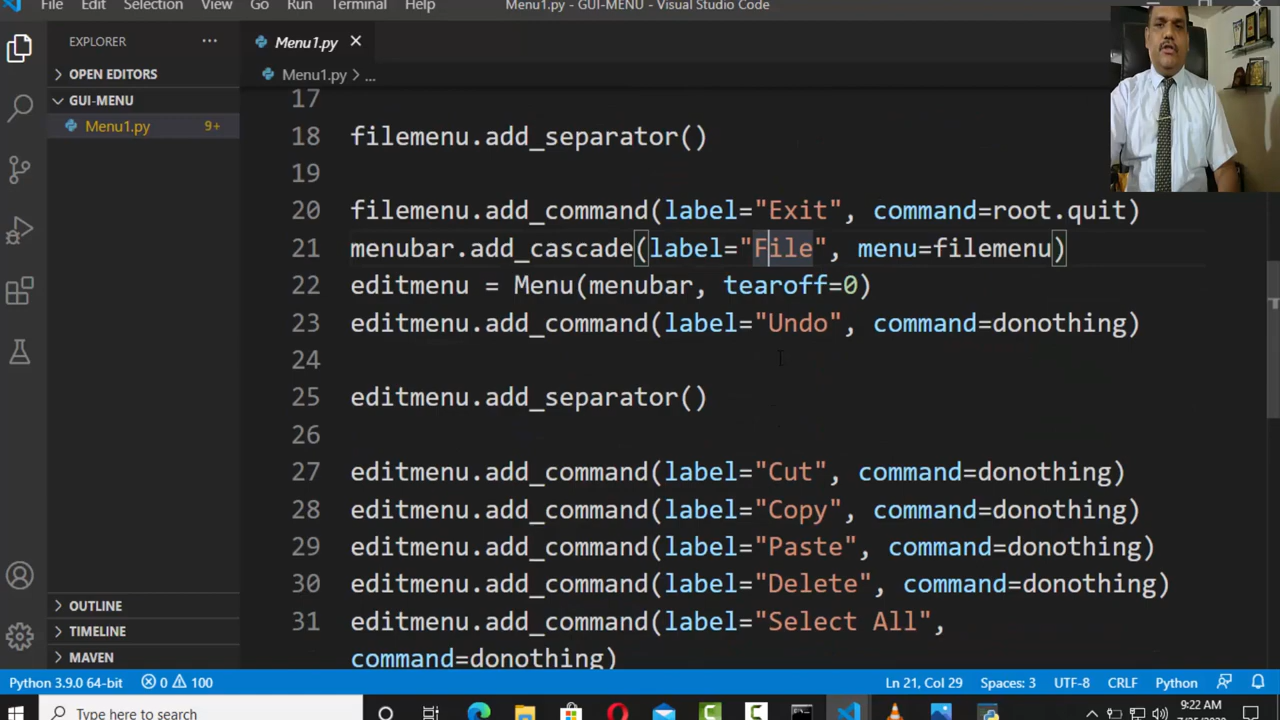 File Edit Selection View Go Run Terminal Help Menu1.py - GUI-MENU - Visual Studio Code
EXPLORER ... Menu1.py
OPEN EDITORS
Menu1.py > ...
GUI-MENU
Menu1.py 9+
17
18 filemenu.add_separator()
19
20 filemenu.add_command(label="Exit", command=root.quit)
21 menubar.add_cascade(label="File", menu=filemenu)
22 editmenu = Menu(menubar, tearoff=0)
23 editmenu.add_command(label="Undo", command=donothing)
24
25 editmenu.add_separator()
26
27 editmenu.add_command(label="Cut", command=donothing)
28 editmenu.add_command(label="Copy", command=donothing)
29 editmenu.add_command(label="Paste", command=donothing)
30 editmenu.add_command(label="Delete", command=donothing)
31 editmenu.add_command(label="Select All",
command=donothing)
OUTLINE
TIMELINE
MAVEN
Python 3.9.0 64-bit 0 100 Ln 21, Col 29 Spaces: 3 UTF-8 CRLF Python
Type here to search
9:22 AM